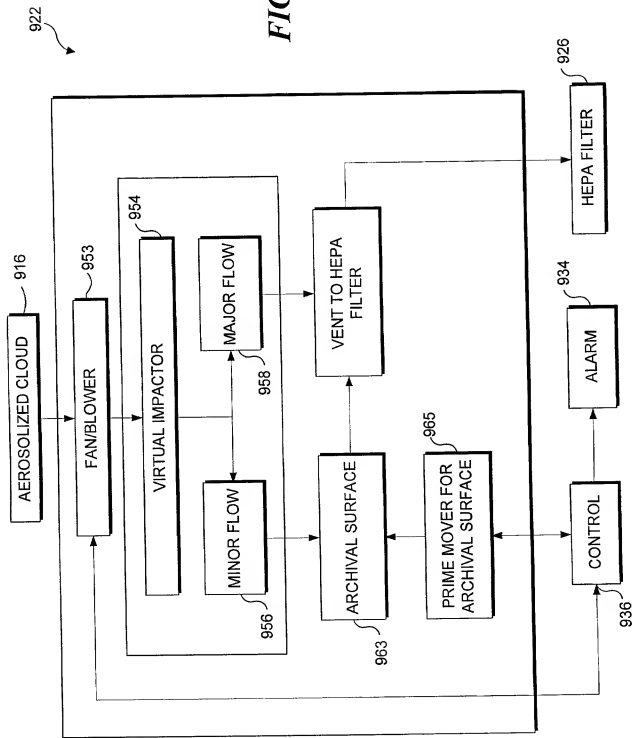 922
FIG
AEROSOLIZED CLOUD
916
FAN/BLOWER
953
VIRTUAL IMPACTOR
954
MINOR FLOW
956
MAJOR FLOW
958
ARCHIVAL SURFACE
963
VENT TO HEPA
FILTER
PRIME MOVER FOR
ARCHIVAL SURFACE
965
CONTROL
936
ALARM
934
HEPA FILTER
926